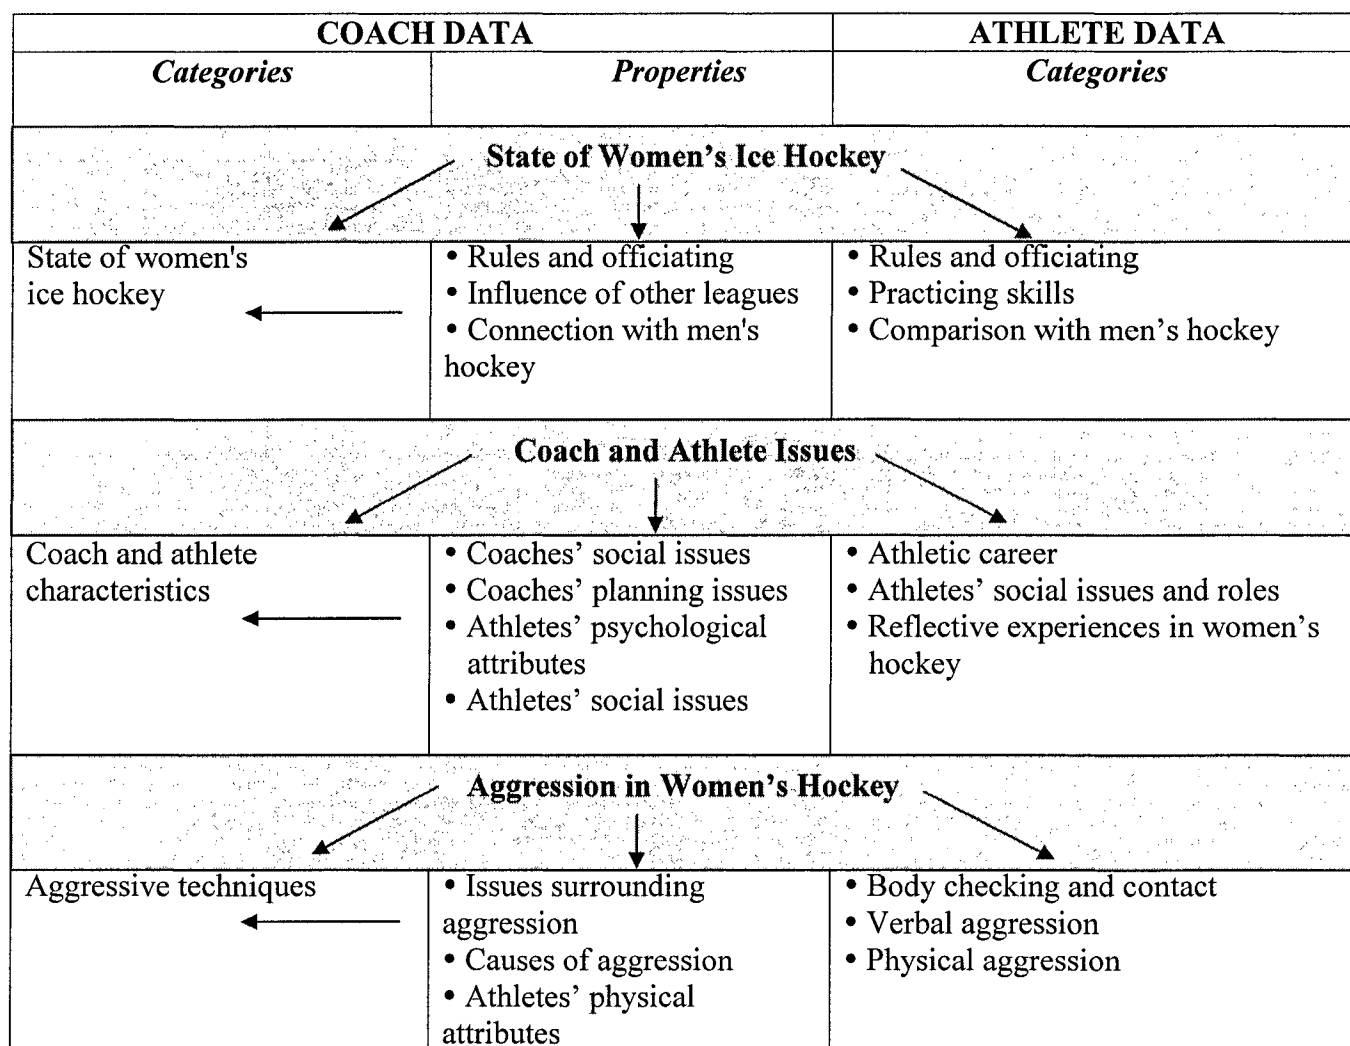 COACH DATA ATHLETE DATA
Categories Properties Categories
State of Women’s Ice Hockey
State of women's
ice hockey
• Rules and officiating
• Influence of other leagues
• Connection with men's
hockey
• Rules and officiating
• Practicing skills
• Comparison with men’s hockey
Coach and Athlete Issues
Coach and athlete
characteristics
• Coaches’ social issues
• Coaches’ planning issues
• Athletes’ psychological
attributes
• Athletes’ social issues
• Athletic career
• Athletes’ social issues and roles
• Reflective experiences in women’s
hockey
Aggression in Women’s Hockey
Aggressive techniques
• Issues surrounding
aggression
• Causes of aggression
• Athletes’ physical
attributes
• Body checking and contact
• Verbal aggression
• Physical aggression